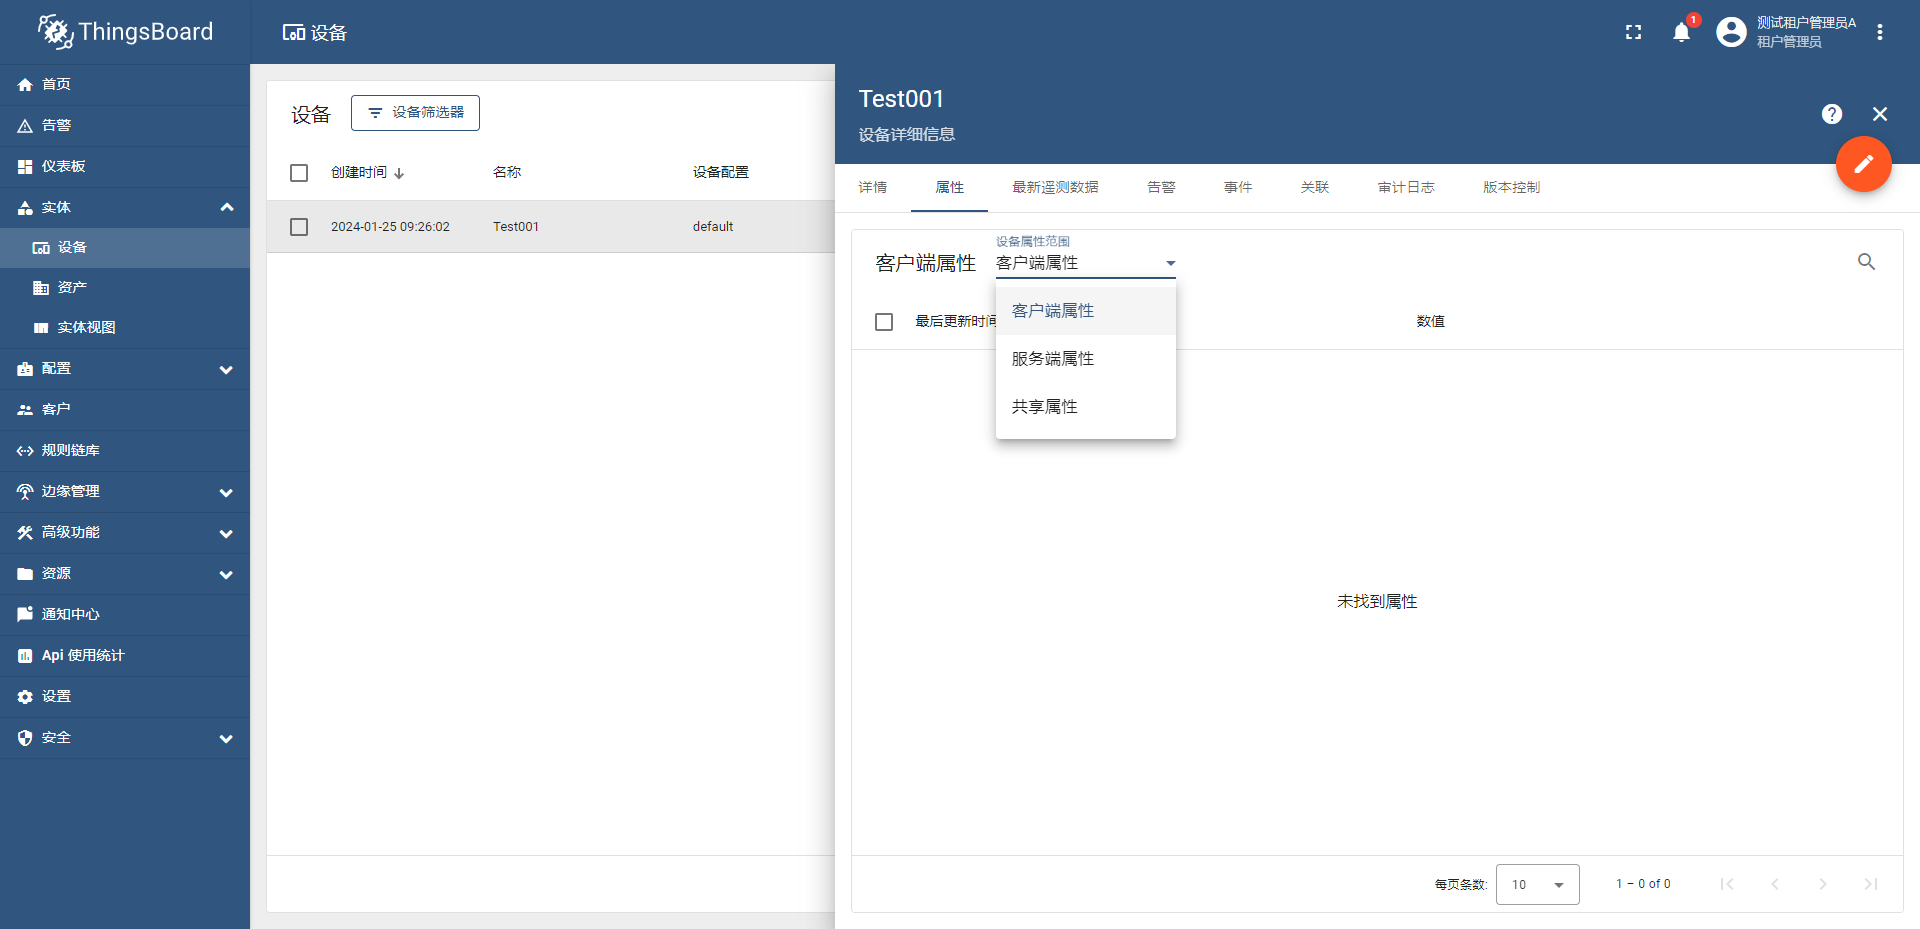 ThingsBoard
设备
1
测试租户管理员A
租户管理员
首页
告警
仪表板
实体
设备
资产
实体视图
配置
客户
规则链库
边缘管理
高级功能
资源
通知中心
Api 使用统计
设置
安全
设备
设备筛选器
创建时间
名称
设备配置
2024-01-25 09:26:02
Test001
default
Test001
设备详细信息
?
详情
属性
最新遥测数据
告警
事件
关联
审计日志
版本控制
客户端属性
设备属性范围
客户端属性
最后更新时间
数值
客户端属性
服务端属性
共享属性
未找到属性
每页条数:
10
1 – 0 of 0